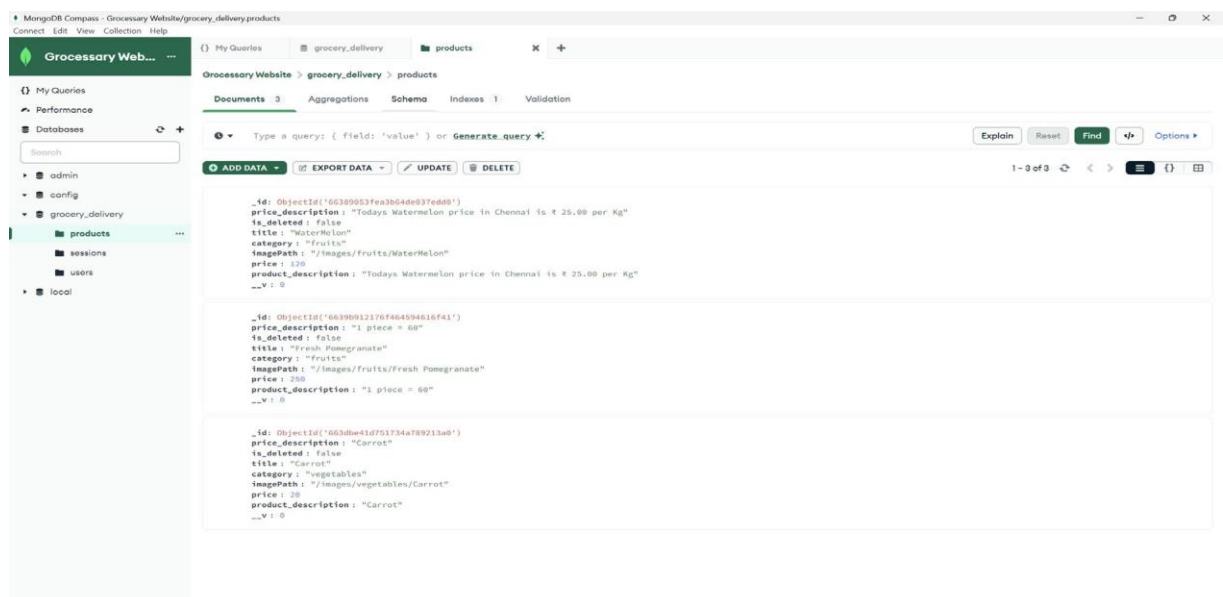 MongoDB Compass - Grocessary Website/grocery_delivery.products
Connect Edit View Collection Help
Grocessary Web... ...
{} My Queries
grocery_delivery
products
Grocessary Website > grocery_delivery > products
{} My Queries
Performance
Databases
Search
admin
config
grocery_delivery
products ...
sessions
users
local
Documents 3 Aggregations Schema Indexes 1 Validation
Type a query: { field: 'value' } or Generate query
Explain Reset Find </> Options
ADD DATA EXPORT DATA UPDATE DELETE
1 - 3 of 3 {}
_id: ObjectId('66389053fea3b64de037edd8')
price_description : "Todays Watermelon price in Chennai is ₹ 25.00 per Kg"
is_deleted : false
title : "WaterMelon"
category : "fruits"
imagePath : "/images/fruits/WaterMelon"
price : 120
product_description : "Todays Watermelon price in Chennai is ₹ 25.00 per Kg"
__v : 0
_id: ObjectId('6639b912176f464594616f41')
price_description : "1 piece = 60"
is_deleted : false
title : "Fresh Pomegranate"
category : "fruits"
imagePath : "/images/fruits/Fresh Pomegranate"
price : 250
product_description : "1 piece = 60"
__v : 0
_id: ObjectId('663dbe41d751734a789213a0')
price_description : "Carrot"
is_deleted : false
title : "Carrot"
category : "vegetables"
imagePath : "/images/vegetables/Carrot"
price : 20
product_description : "Carrot"
__v : 0